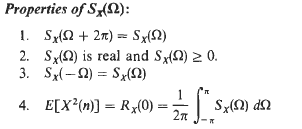 Properties of S_X(Ω):
1. S_X(Ω + 2π) = S_X(Ω)
2. S_X(Ω) is real and S_X(Ω) ≥ 0.
3. S_X(−Ω) = S_X(Ω)
4. E[X²(n)] = R_X(0) = 1/2π ∫_{−π}^{π} S_X(Ω) dΩ